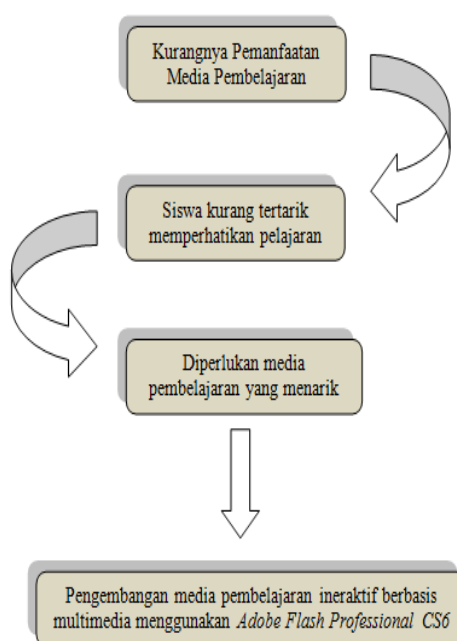 Kurangnya Pemanfaatan
Media Pembelajaran
Siswa kurang tertarik
memperhatikan pelajaran
Diperlukan media
pembelajaran yang menarik
Pengembangan media pembelajaran ineraktif berbasis
multimedia menggunakan Adobe Flash Professional CS6